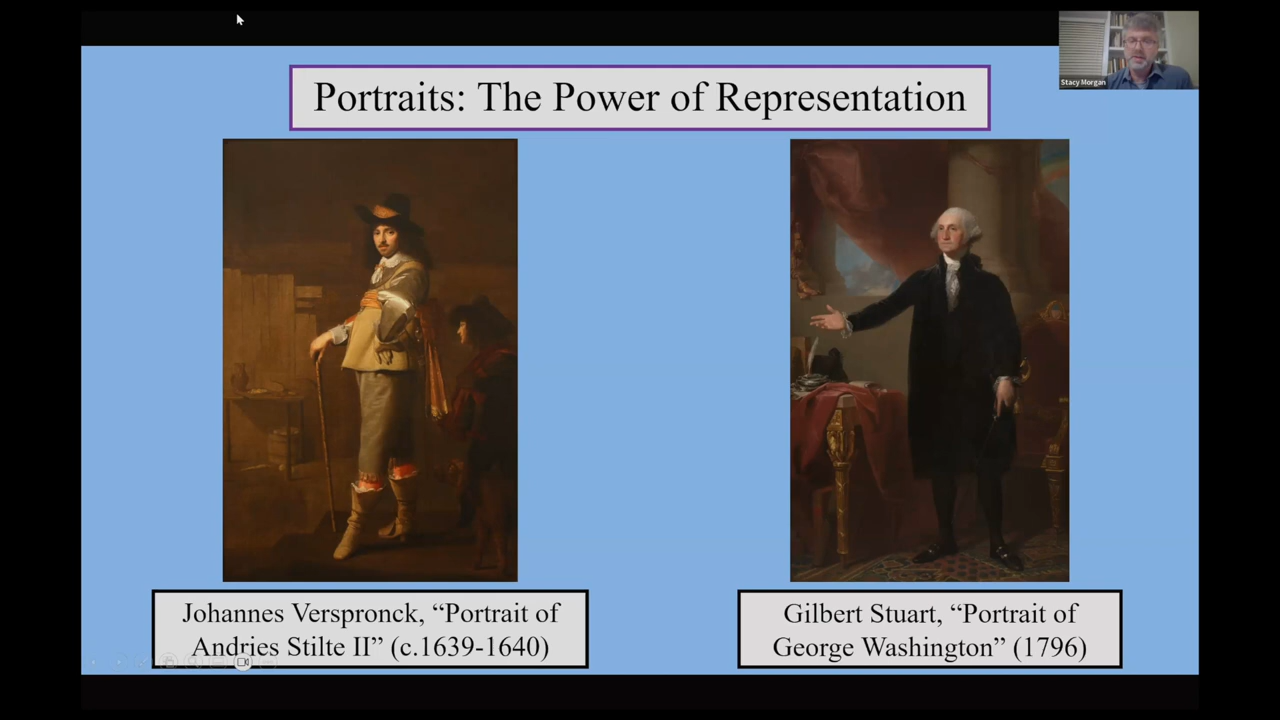 Stacy Morgan
Portraits: The Power of Representation
Johannes Verspronck, “Portrait of
Andries Stilte II” (c.1639-1640)
Gilbert Stuart, “Portrait of
George Washington” (1796)